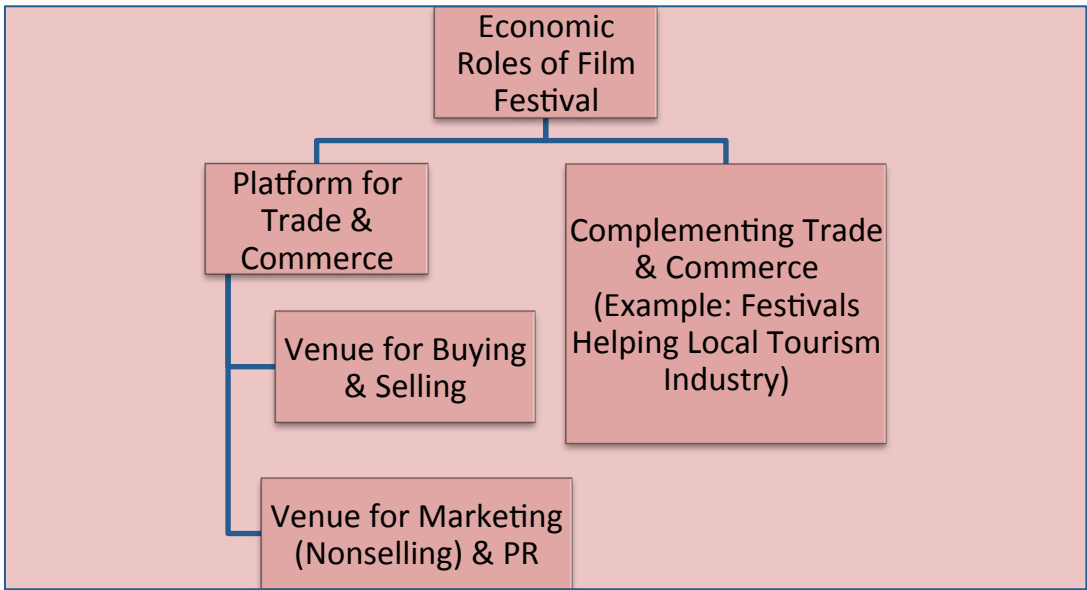 Economic
Roles of Film
Festival
Platform for
Trade &
Commerce
Venue for Buying
& Selling
Venue for Marketing
(Nonselling) & PR
Complementing Trade
& Commerce
(Example: Festivals
Helping Local Tourism
Industry)